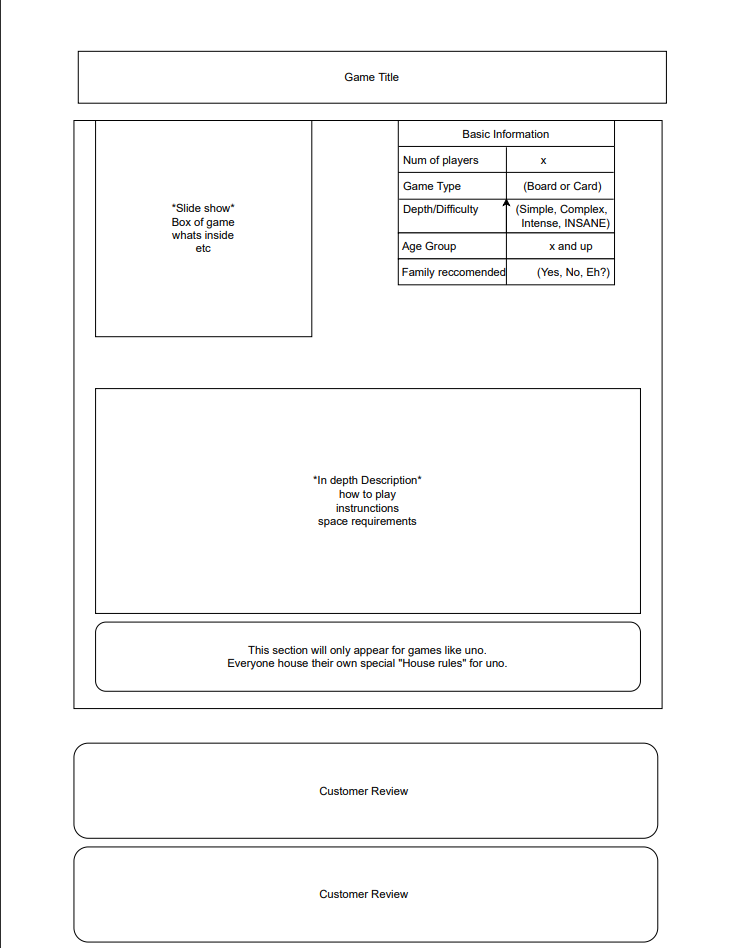 Game Title
*Slide show*
Box of game
whats inside
etc
Basic Information
Num of players x
Game Type (Board or Card)
Depth/Difficulty (Simple, Complex,
Intense, INSANE)
Age Group x and up
Family reccomended (Yes, No, Eh?)
*In depth Description*
how to play
instrunctions
space requirements
This section will only appear for games like uno.
Everyone house their own special "House rules" for uno.
Customer Review
Customer Review